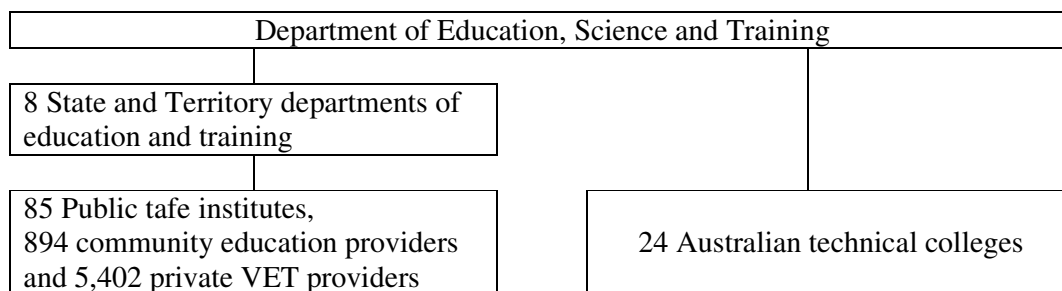 Department of Education, Science and Training
8 State and Territory departments of
education and training
85 Public tafe institutes,
894 community education providers
and 5,402 private VET providers
24 Australian technical colleges